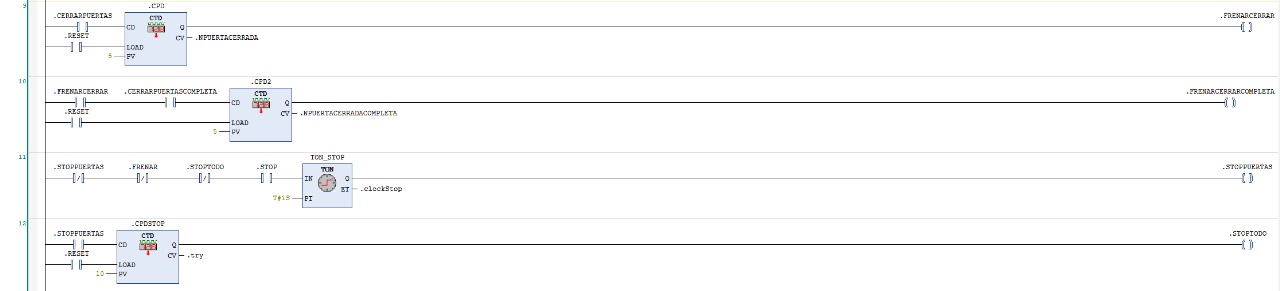 9
.CPD
.CERRARPUERTAS
CTD
.FRENARCERRAR
CD
Q
.RESET
CV
.NPUERTACERRADA
LOAD
5
PV
10
.CPD2
.FRENARCERRAR
.CERRARPUERTASCOMPLETA
CTD
.FRENARCERRARCOMPLETA
CD
Q
.RESET
CV
.NPUERTACERRADACOMPLETA
LOAD
5
PV
11
TON_STOP
.STOPPUERTAS
.FRENAR
.STOPTODO
.STOP
TON
.STOPPUERTAS
IN
Q
ET
.clockStop
T#1S
PT
12
.CPDSTOP
.STOPPUERTAS
CTD
.STOPTODO
CD
Q
.RESET
CV
.try
LOAD
10
PV